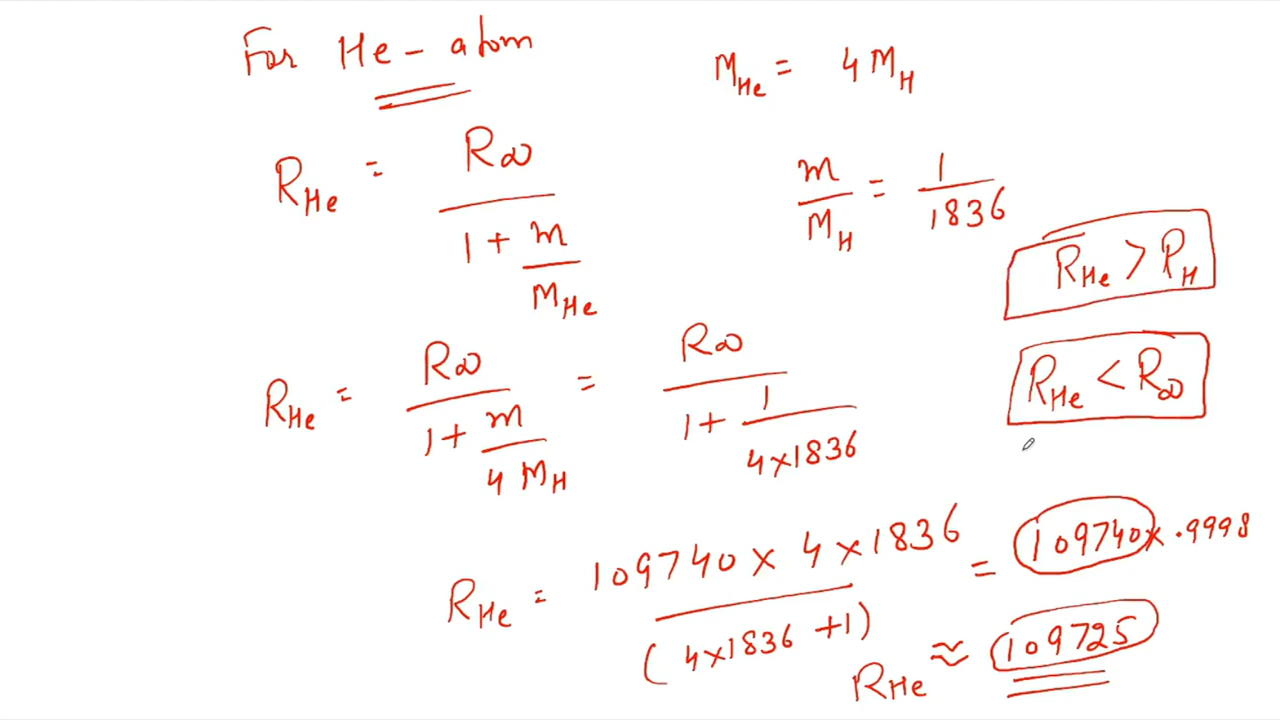 For He - atom
M_He = 4 M_H
R_He = R∞ / (1 + m / M_He)
m / M_H = 1 / 1836
R_He > R_H
R_He = R∞ / (1 + m / 4 M_H) = R∞ / (1 + 1 / 4×1836)
R_He < R∞
R_He = 109740 × 4 × 1836 / (4×1836 +1) = 109740 × .9998
R_He ≈ 109725